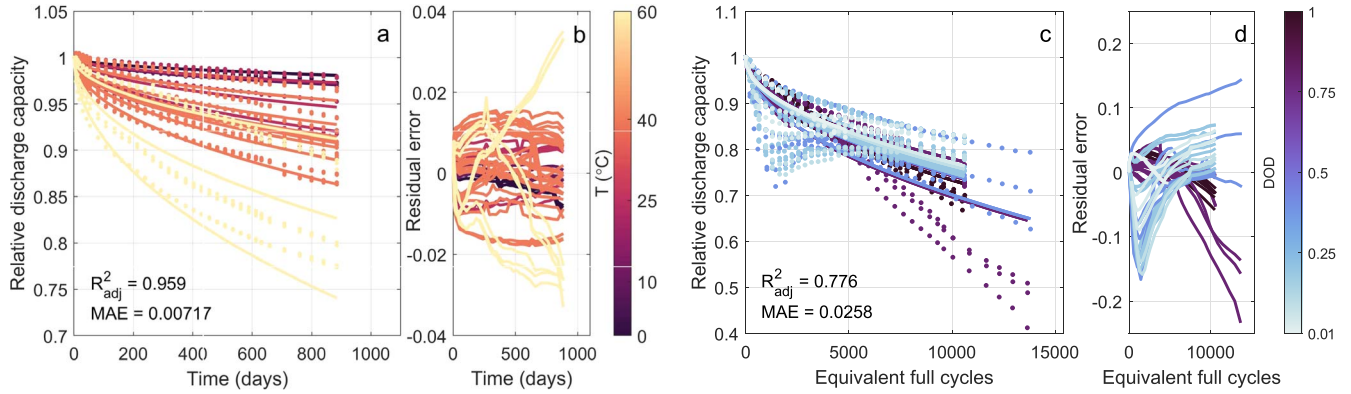 a
1.05
1
0.95
0.9
0.85
0.8
0.75
0.7
Relative discharge capacity
R²adj = 0.959
MAE = 0.00717
0 200 400 600 800 1000
Time (days)
b
0.04
0.02
0
-0.02
-0.04
Residual error
0 500 1000
Time (days)
60
40
25
10
0
T (°C)
c
1.1
1
0.9
0.8
0.7
0.6
0.5
0.4
Relative discharge capacity
R²adj = 0.776
MAE = 0.0258
0 5000 10000 15000
Equivalent full cycles
d
0.2
0.1
0
-0.1
-0.2
Residual error
0 10000
Equivalent full cycles
1
0.75
0.5
0.25
0.01
DOD